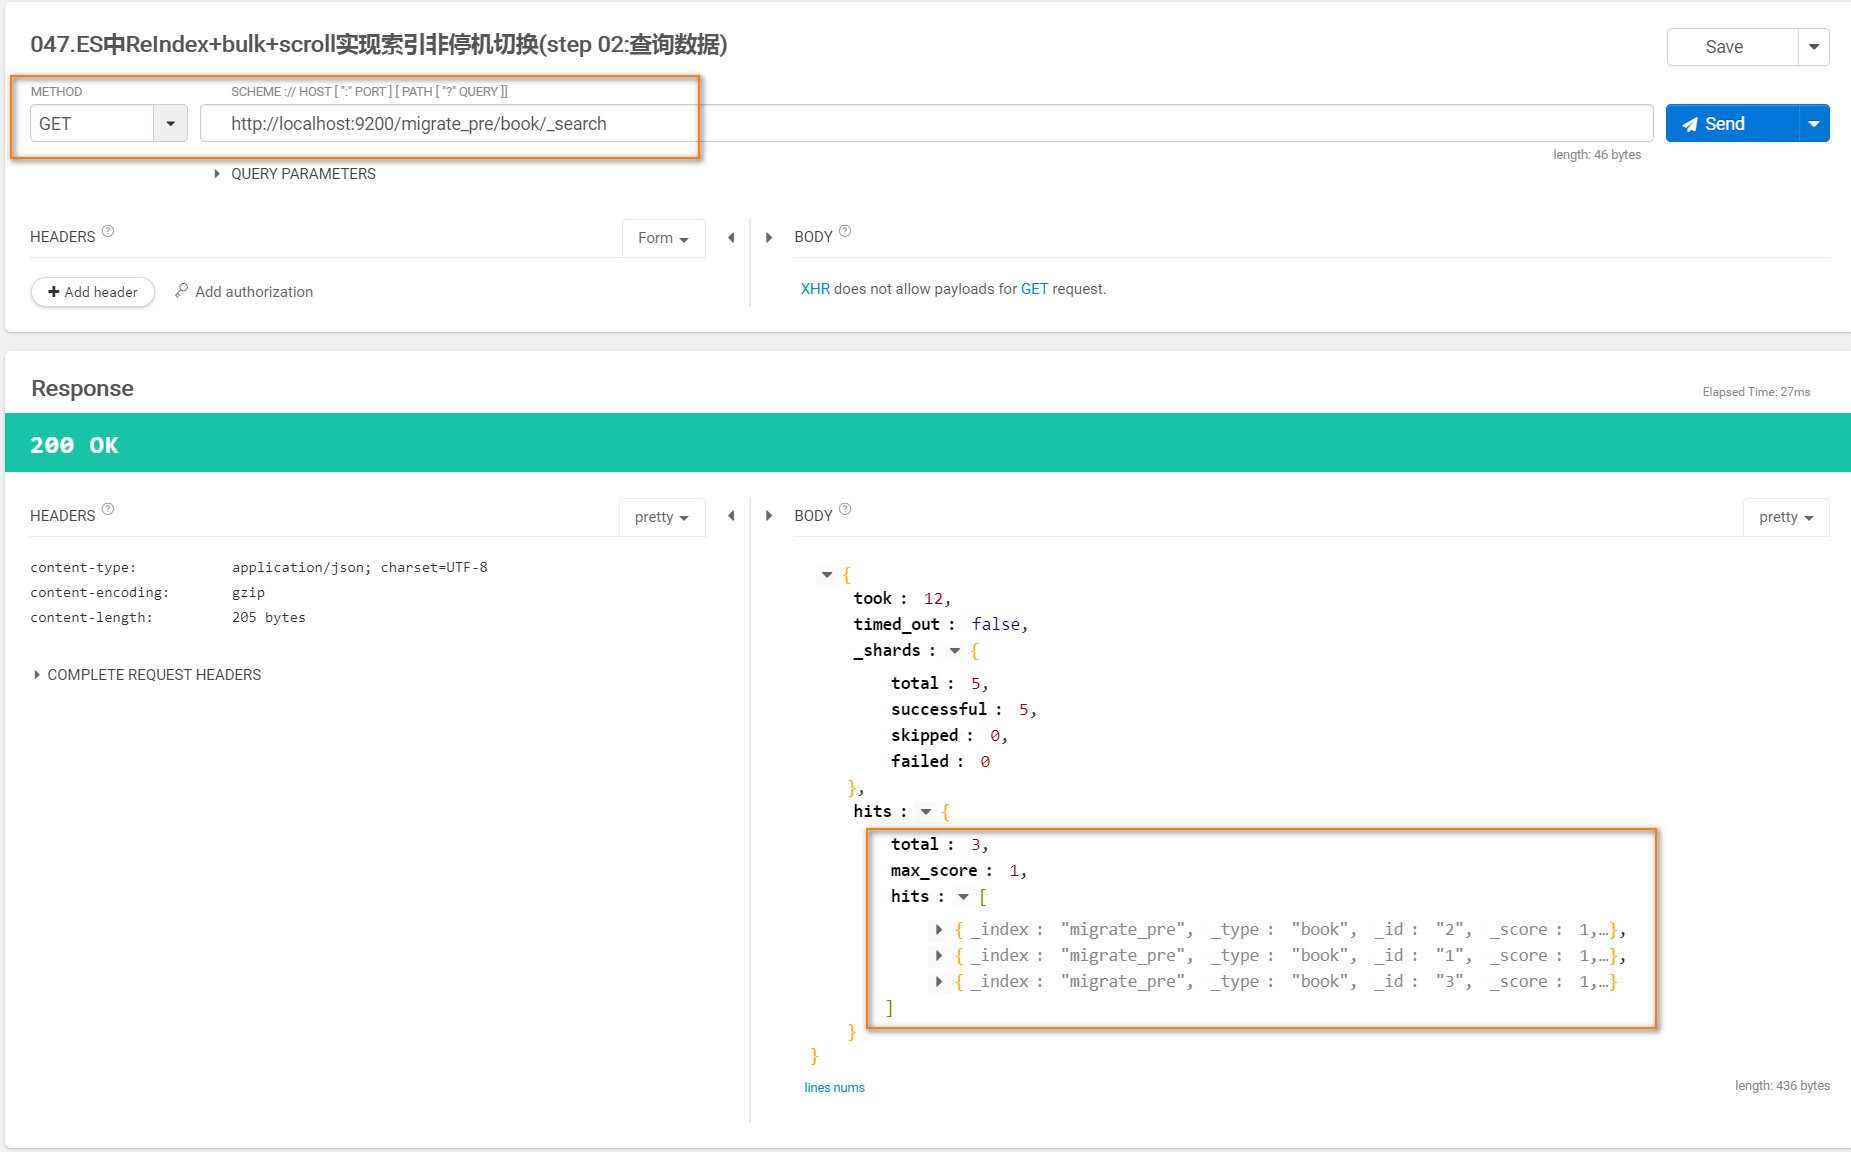 047.ES中ReIndex+bulk+scroll实现索引非停机切换(step 02:查询数据)
Save
METHOD
SCHEME :// HOST [ ":" PORT ] [ PATH [ "?" QUERY ]]
GET
http://localhost:9200/migrate_pre/book/_search
Send
length: 46 bytes
QUERY PARAMETERS
HEADERS ?
Form
BODY ?
+ Add header
Add authorization
XHR does not allow payloads for GET request.
Response
Elapsed Time: 27ms
200 OK
HEADERS ?
pretty
BODY ?
pretty
content-type: application/json; charset=UTF-8
content-encoding: gzip
content-length: 205 bytes
COMPLETE REQUEST HEADERS
{
took : 12,
timed_out : false,
_shards : {
total : 5,
successful : 5,
skipped : 0,
failed : 0
},
hits : {
total : 3,
max_score : 1,
hits : [
{ _index : "migrate_pre", _type : "book", _id : "2", _score : 1,…},
{ _index : "migrate_pre", _type : "book", _id : "1", _score : 1,…},
{ _index : "migrate_pre", _type : "book", _id : "3", _score : 1,…}
]
}
}
lines nums
length: 436 bytes